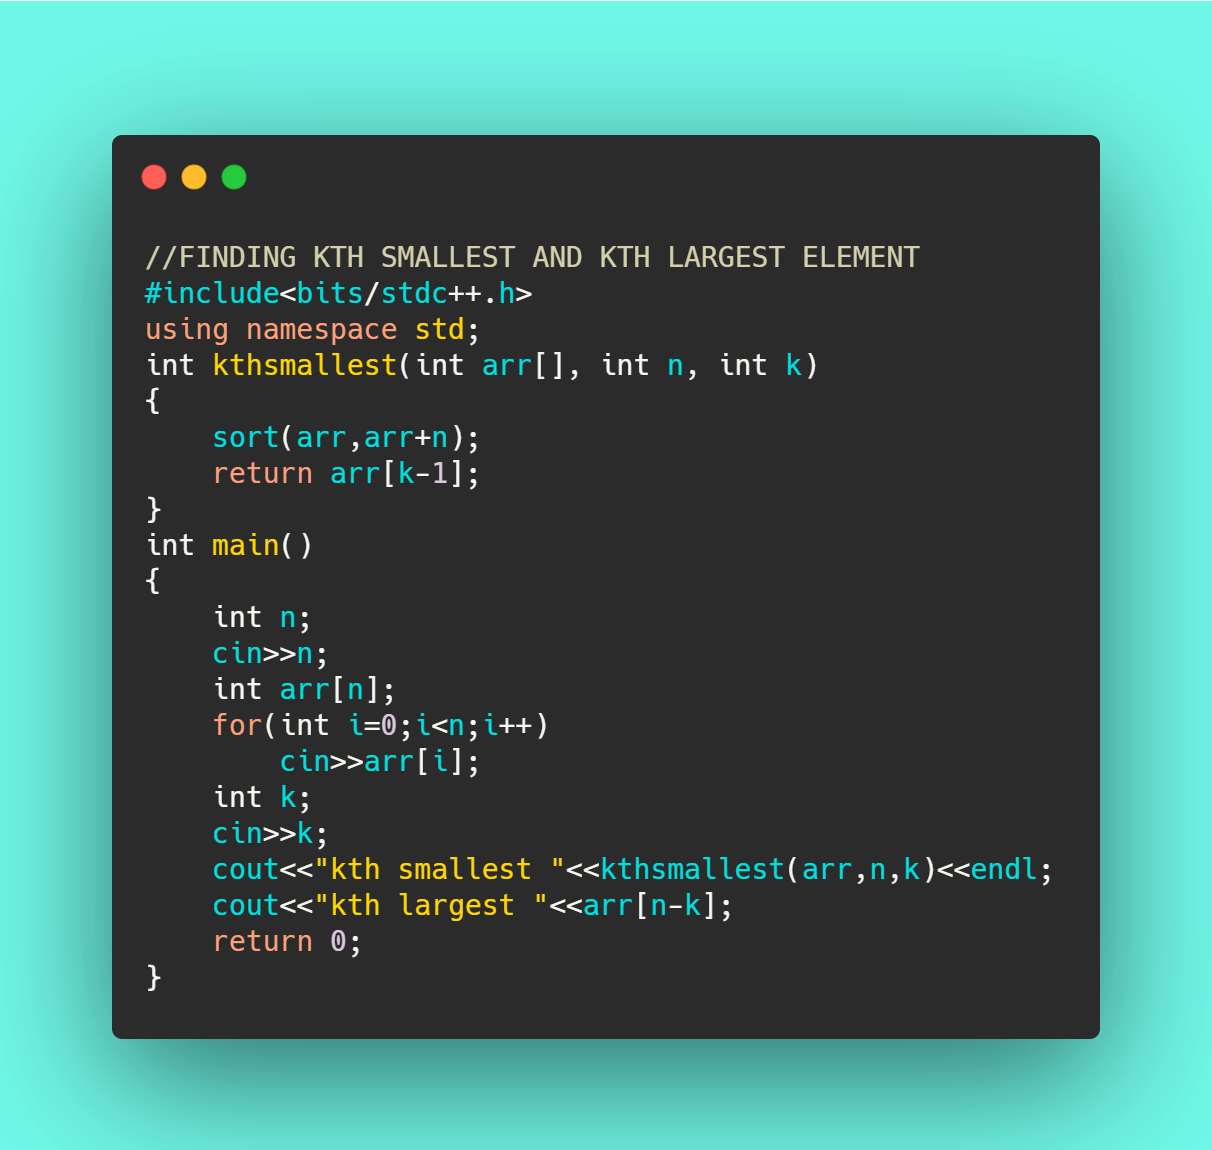 //FINDING KTH SMALLEST AND KTH LARGEST ELEMENT
#include<bits/stdc++.h>
using namespace std;
int kthsmallest(int arr[], int n, int k)
{
    sort(arr,arr+n);
    return arr[k-1];
}
int main()
{
    int n;
    cin>>n;
    int arr[n];
    for(int i=0;i<n;i++)
        cin>>arr[i];
    int k;
    cin>>k;
    cout<<"kth smallest "<<kthsmallest(arr,n,k)<<endl;
    cout<<"kth largest "<<arr[n-k];
    return 0;
}